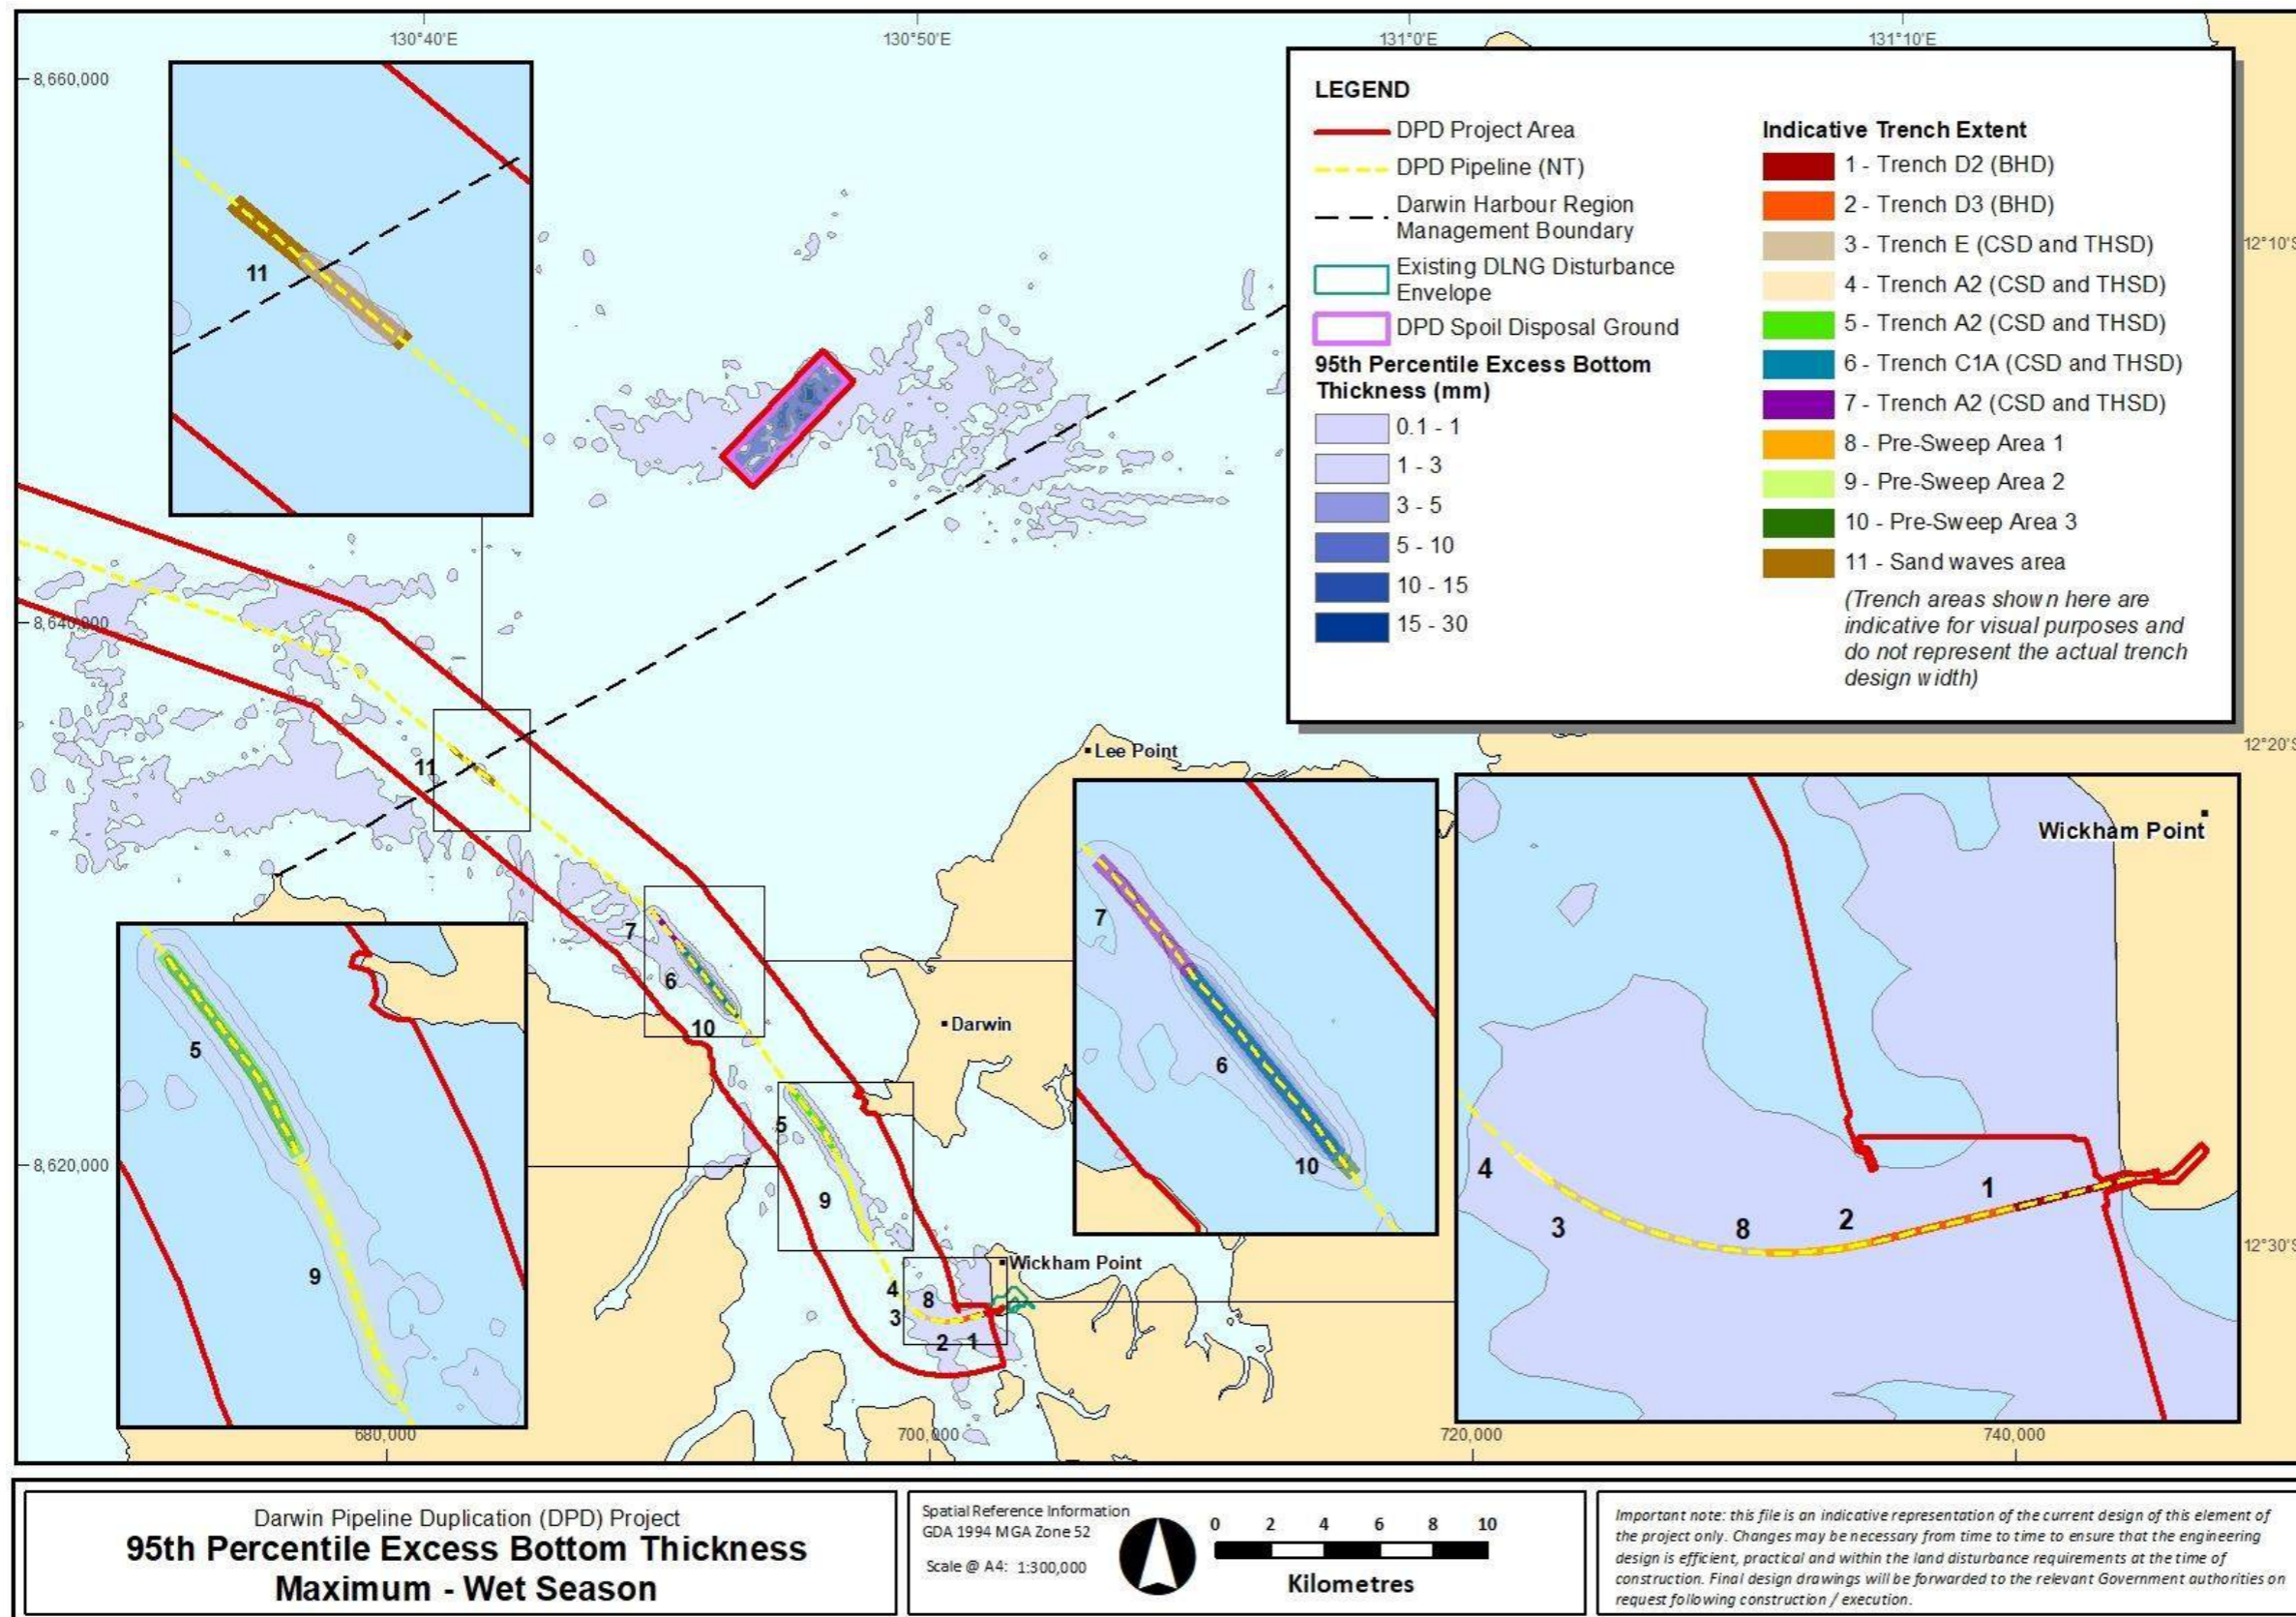 130°40'E
130°50'E
131°0'E
131°10'E
8,660,000
8,640,000
8,620,000
12°10'S
12°20'S
12°30'S
680,000
700,000
720,000
740,000
LEGEND
DPD Project Area
DPD Pipeline (NT)
Darwin Harbour Region
Management Boundary
Existing DLNG Disturbance
Envelope
DPD Spoil Disposal Ground
95th Percentile Excess Bottom
Thickness (mm)
0.1 - 1
1 - 3
3 - 5
5 - 10
10 - 15
15 - 30
Indicative Trench Extent
1 - Trench D2 (BHD)
2 - Trench D3 (BHD)
3 - Trench E (CSD and THSD)
4 - Trench A2 (CSD and THSD)
5 - Trench A2 (CSD and THSD)
6 - Trench C1A (CSD and THSD)
7 - Trench A2 (CSD and THSD)
8 - Pre-Sweep Area 1
9 - Pre-Sweep Area 2
10 - Pre-Sweep Area 3
11 - Sand waves area
(Trench areas shown here are
indicative for visual purposes and
do not represent the actual trench
design width)
11
11
Lee Point
7
6
10
Darwin
5
9
Wickham Point
4
8
3
2
1
5
9
7
6
10
Wickham Point
4
3
8
2
1
Darwin Pipeline Duplication (DPD) Project
95th Percentile Excess Bottom Thickness
Maximum - Wet Season
Spatial Reference Information
GDA 1994 MGA Zone 52
Scale @ A4: 1:300,000
0 2 4 6 8 10
Kilometres
Important note: this file is an indicative representation of the current design of this element of
the project only. Changes may be necessary from time to time to ensure that the engineering
design is efficient, practical and within the land disturbance requirements at the time of
construction. Final design drawings will be forwarded to the relevant Government authorities on
request following construction / execution.